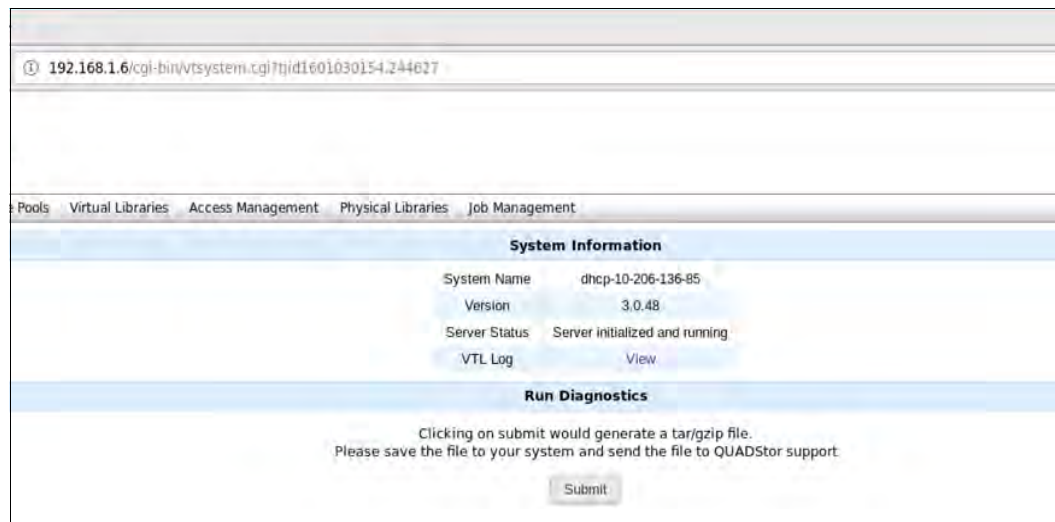 192.168.1.6/cgi-bin/vtsystem.cgi?tjid1601030154.244627
Pools Virtual Libraries Access Management Physical Libraries Job Management
System Information
System Name dhcp-10-206-136-85
Version 3.0.48
Server Status Server initialized and running
VTL Log View
Run Diagnostics
Clicking on submit would generate a tar/gzip file.
Please save the file to your system and send the file to QUADStor support
Submit